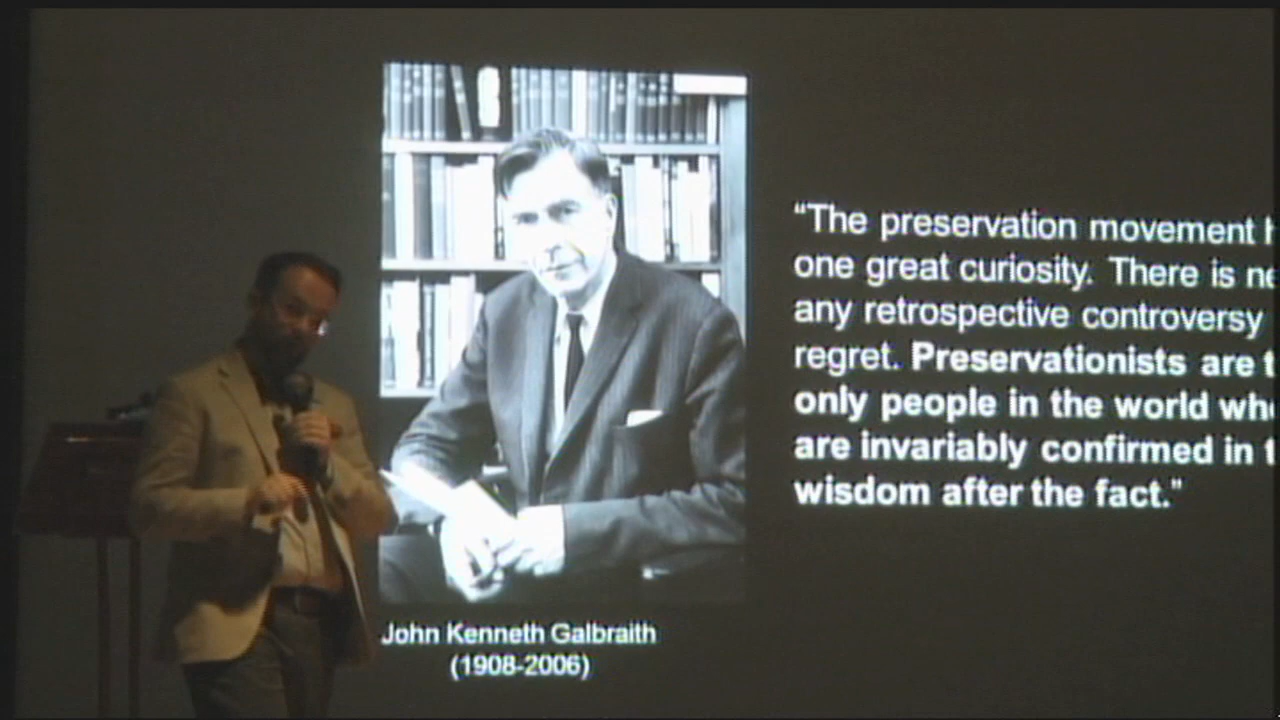 “The preservation movement
one great curiosity. There is
any retrospective controversy
regret. Preservationists are
only people in the world
are invariably confirmed in
wisdom after the fact.”
John Kenneth Galbraith
(1908-2006)